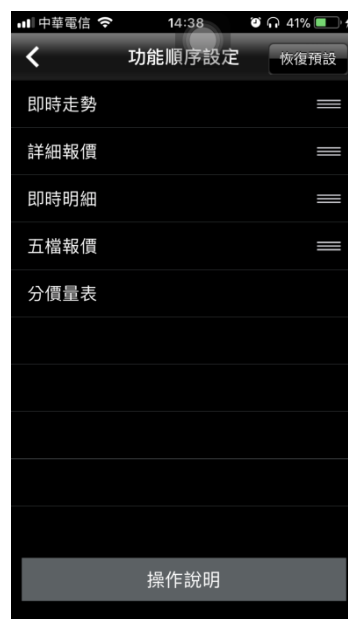 中華電信 14:38 41%
功能順序設定 恢復預設
即時走勢
詳細報價
即時明細
五檔報價
分價量表
操作說明